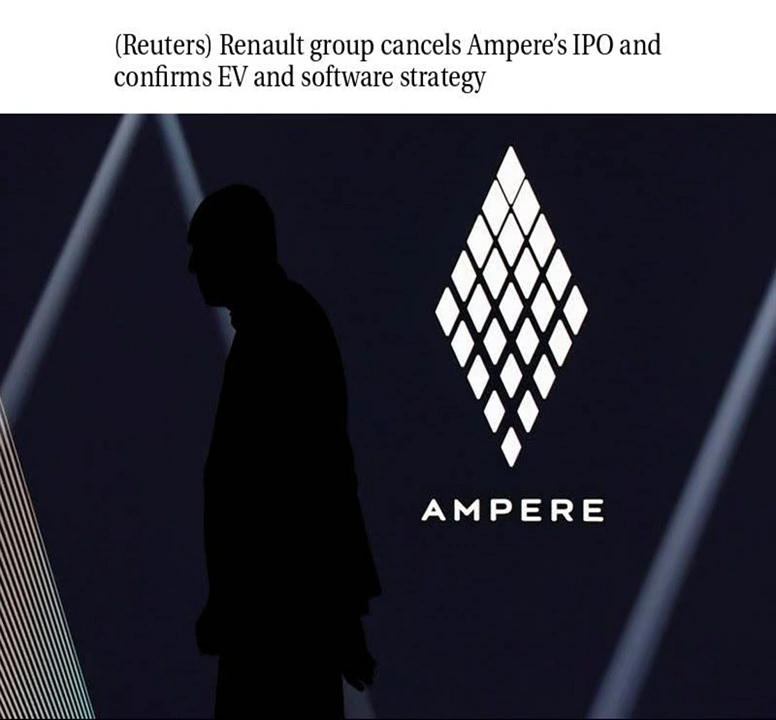 (Reuters) Renault group cancels Ampere’s IPO and
confirms EV and software strategy
AMPERE